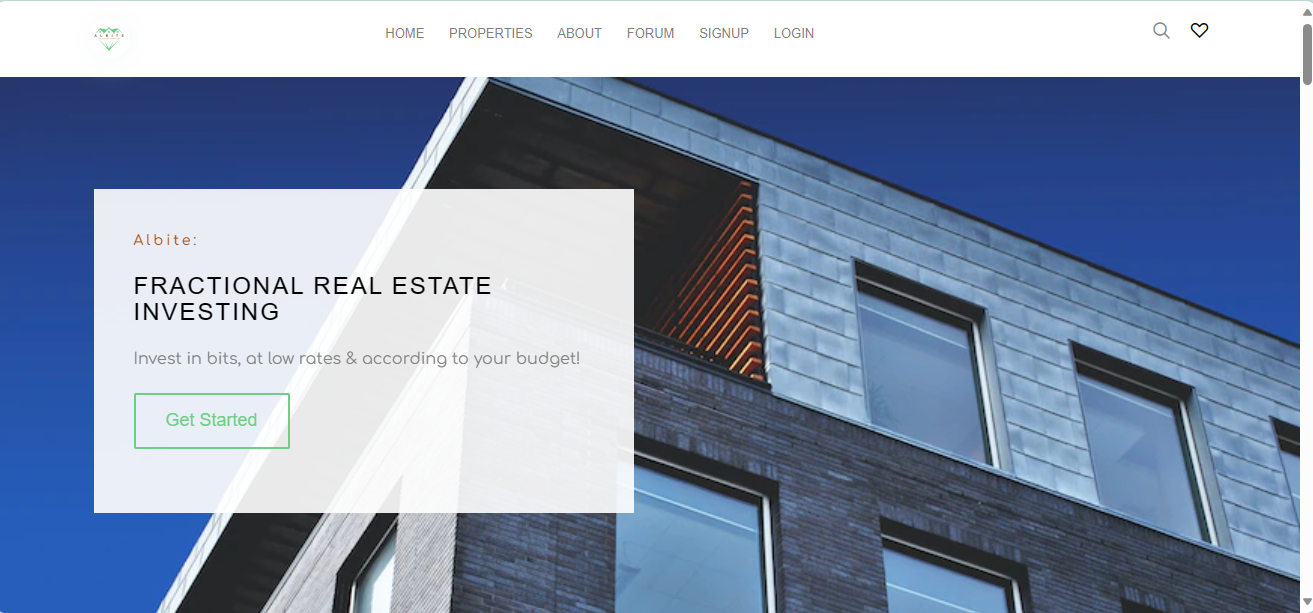 ALBITE
HOME PROPERTIES ABOUT FORUM SIGNUP LOGIN
Albite:
FRACTIONAL REAL ESTATE
INVESTING
Invest in bits, at low rates & according to your budget!
Get Started